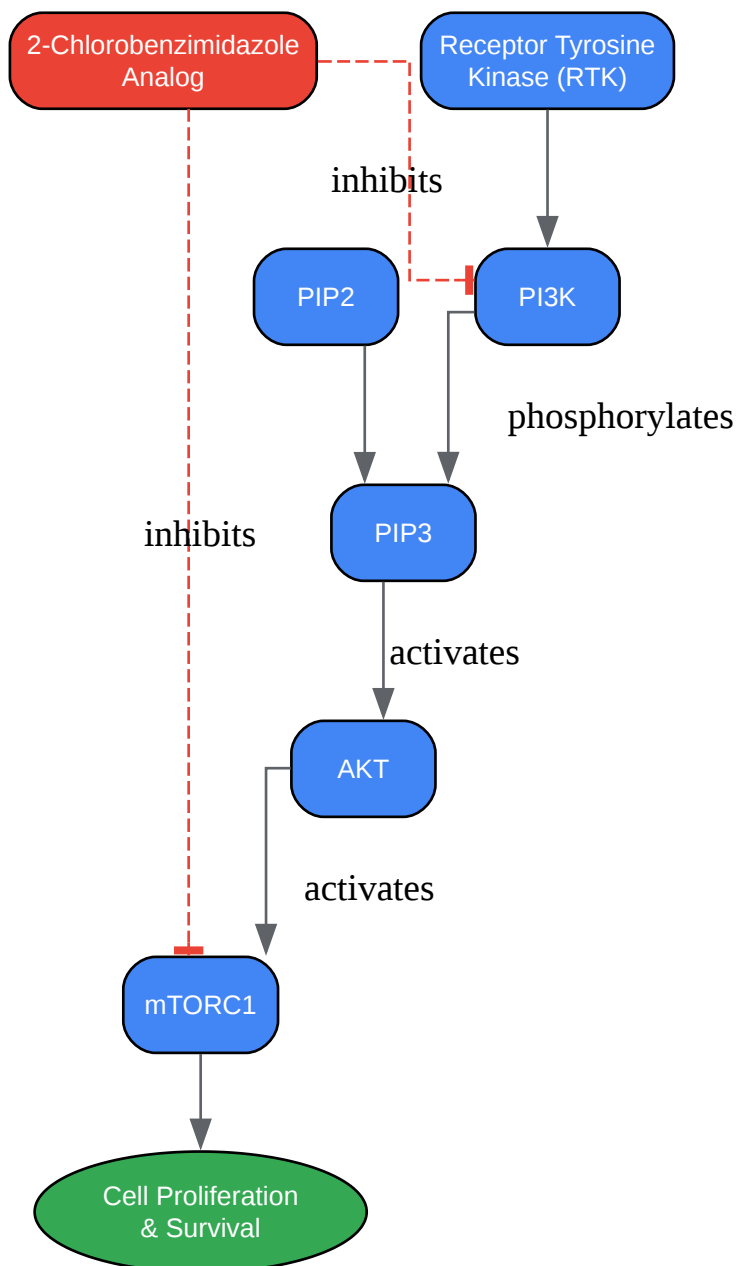 2-Chlorobenzimidazole
Analog
Receptor Tyrosine
Kinase (RTK)
inhibits
PIP2
PI3K
phosphorylates
PIP3
inhibits
activates
AKT
activates
mTORC1
Cell Proliferation
& Survival